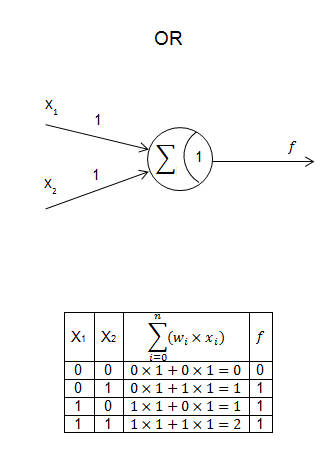 OR
X₁
1
∑ 1
f
1
X₂
X₁ X₂ n∑i=0(wᵢ × xᵢ) f
0 0 0 × 1 + 0 × 1 = 0 0
0 1 0 × 1 + 1 × 1 = 1 1
1 0 1 × 1 + 0 × 1 = 1 1
1 1 1 × 1 + 1 × 1 = 2 1